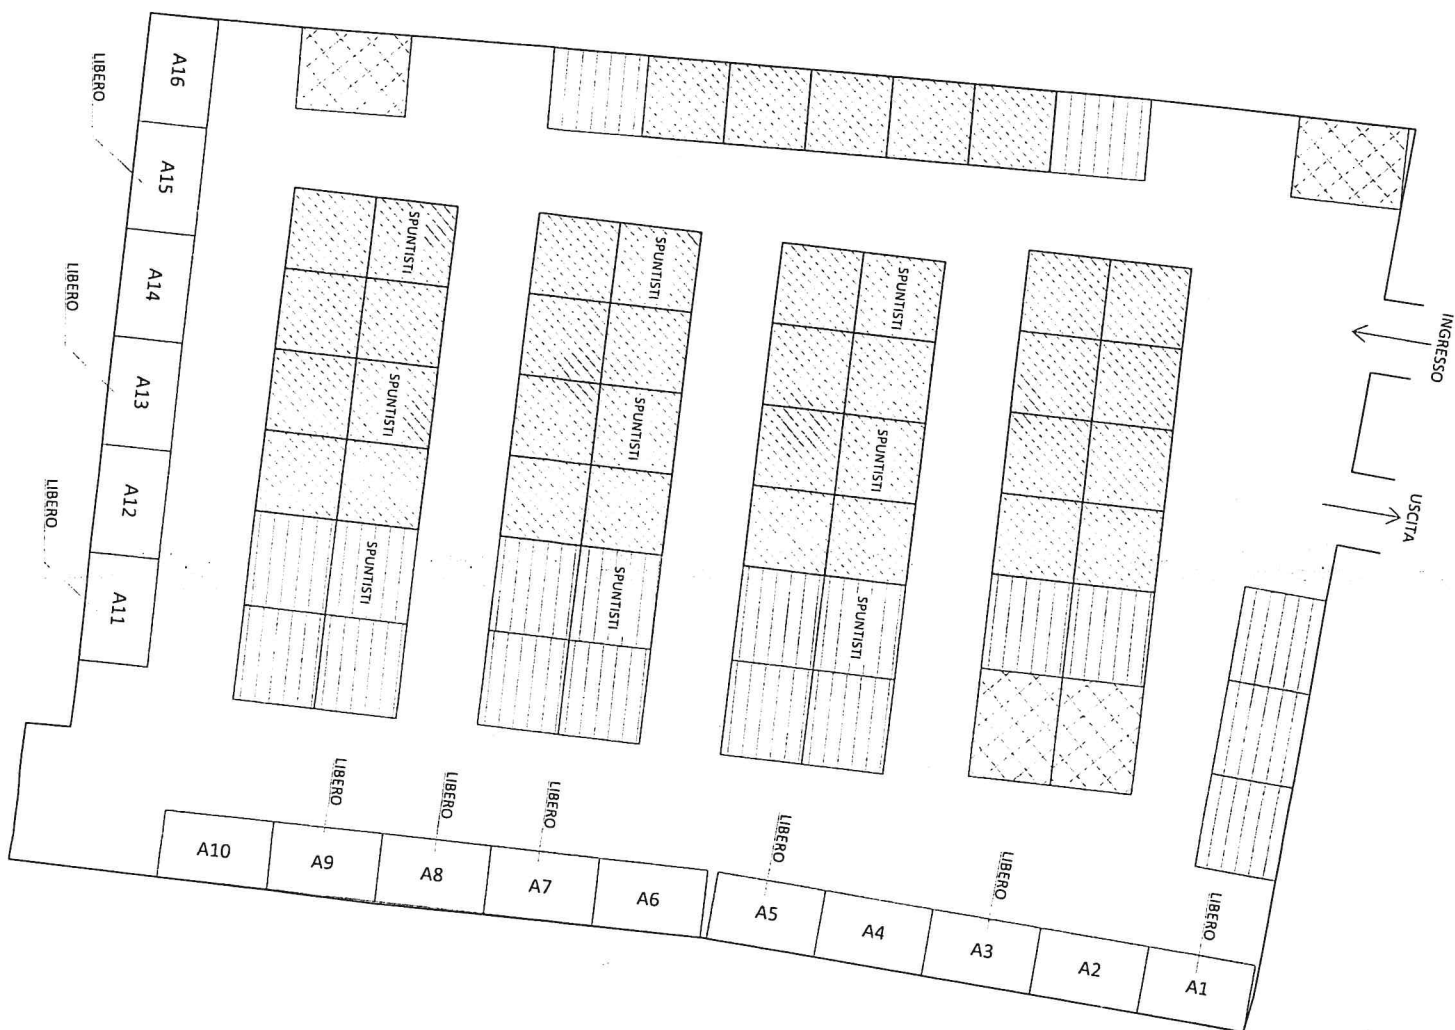 A16
LIBERO
A15
A14
LIBERO
A13
A12
LIBERO
A11
SPUNTISTI
SPUNTISTI
SPUNTISTI
SPUNTISTI
SPUNTISTI
SPUNTISTI
SPUNTISTI
SPUNTISTI
SPUNTISTI
INGRESSO
USCITA
LIBERO
LIBERO
LIBERO
LIBERO
LIBERO
LIBERO
A10
A9
A8
A7
A6
A5
A4
A3
A2
A1